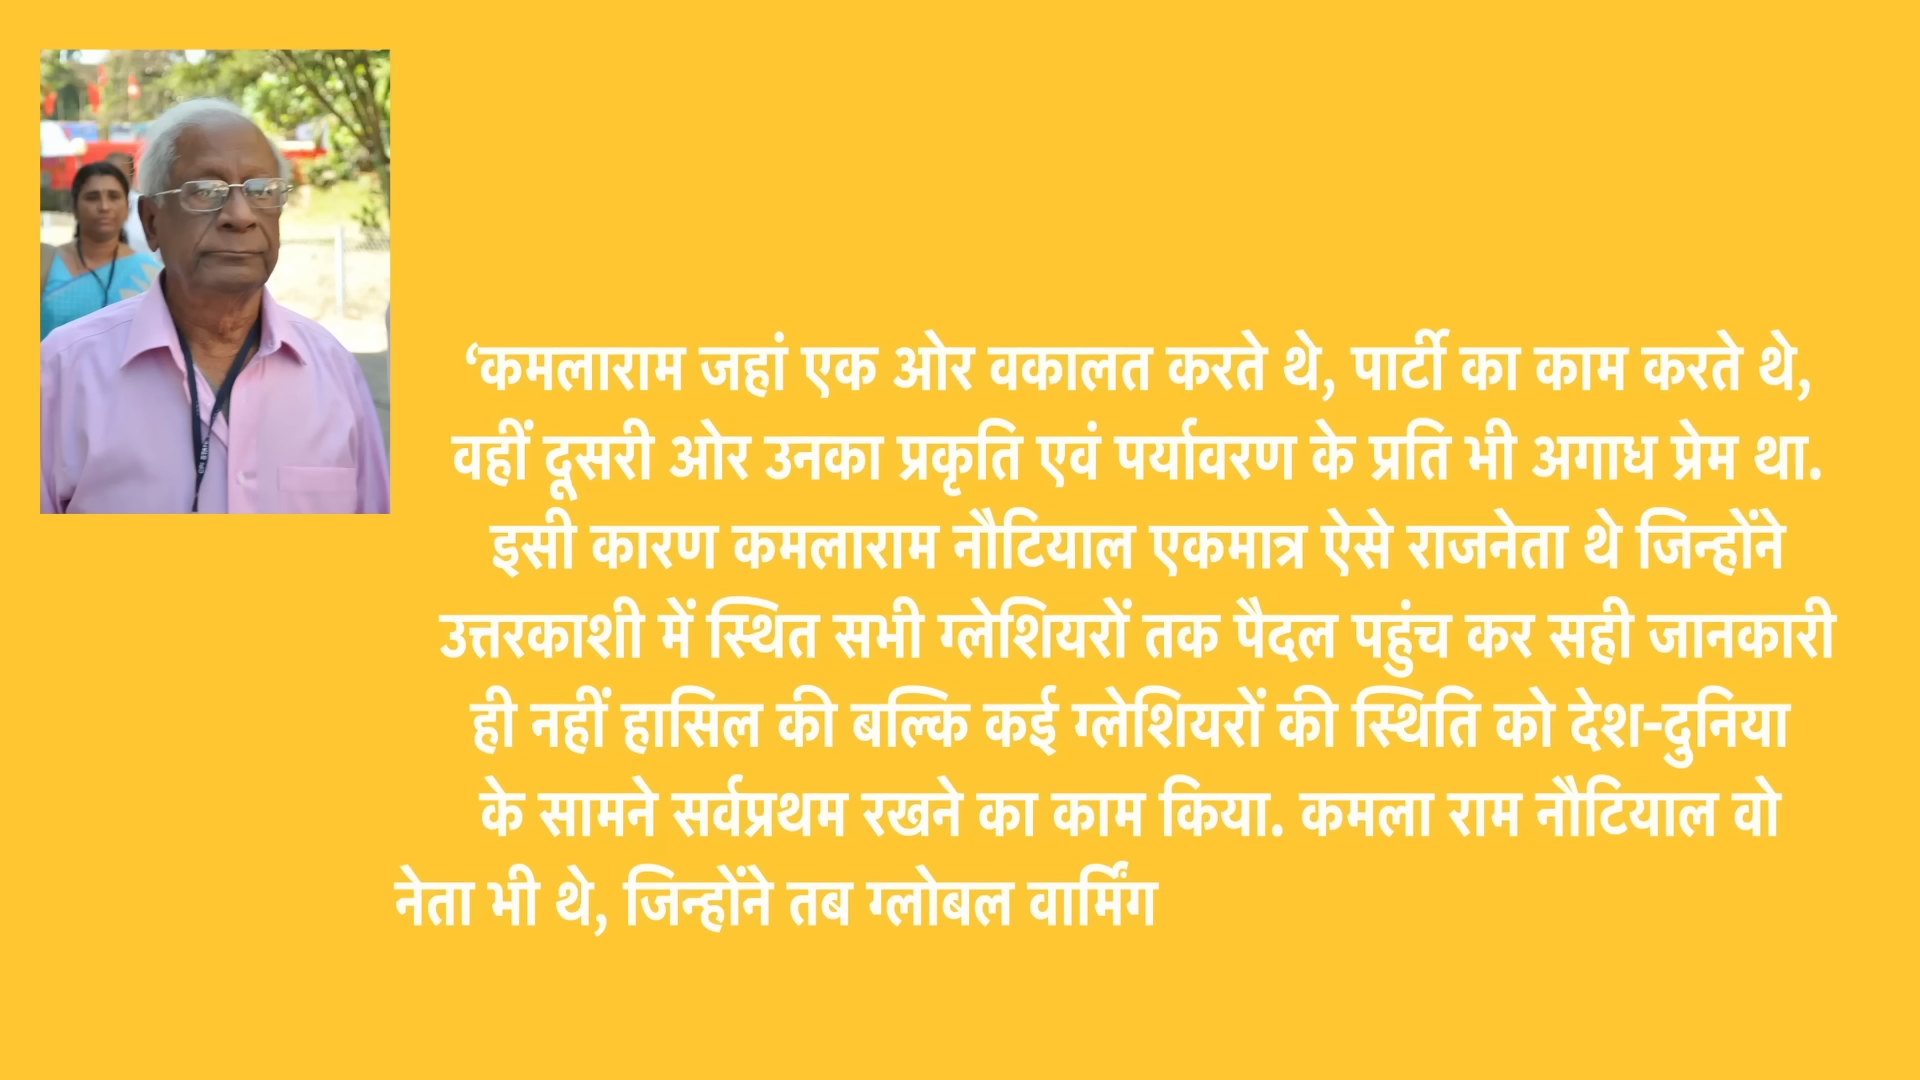 ‘कमलाराम जहां एक ओर वकालत करते थे, पार्टी का काम करते थे,
वहीं दूसरी ओर उनका प्रकृति एवं पर्यावरण के प्रति भी अगाध प्रेम था.
इसी कारण कमलाराम नौटियाल एकमात्र ऐसे राजनेता थे जिन्होंने
उत्तरकाशी में स्थित सभी ग्लेशियरों तक पैदल पहुंच कर सही जानकारी
ही नहीं हासिल की बल्कि कई ग्लेशियरों की स्थिति को देश-दुनिया
के सामने सर्वप्रथम रखने का काम किया. कमला राम नौटियाल वो
नेता भी थे, जिन्होंने तब ग्लोबल वार्मिंग